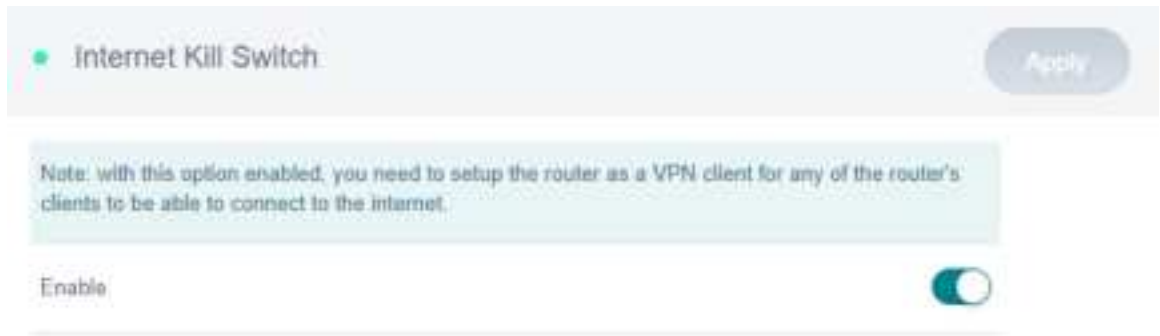 Internet Kill Switch
Apply
Note: with this option enabled, you need to setup the router as a VPN client for any of the router's
clients to be able to connect to the internet.
Enable